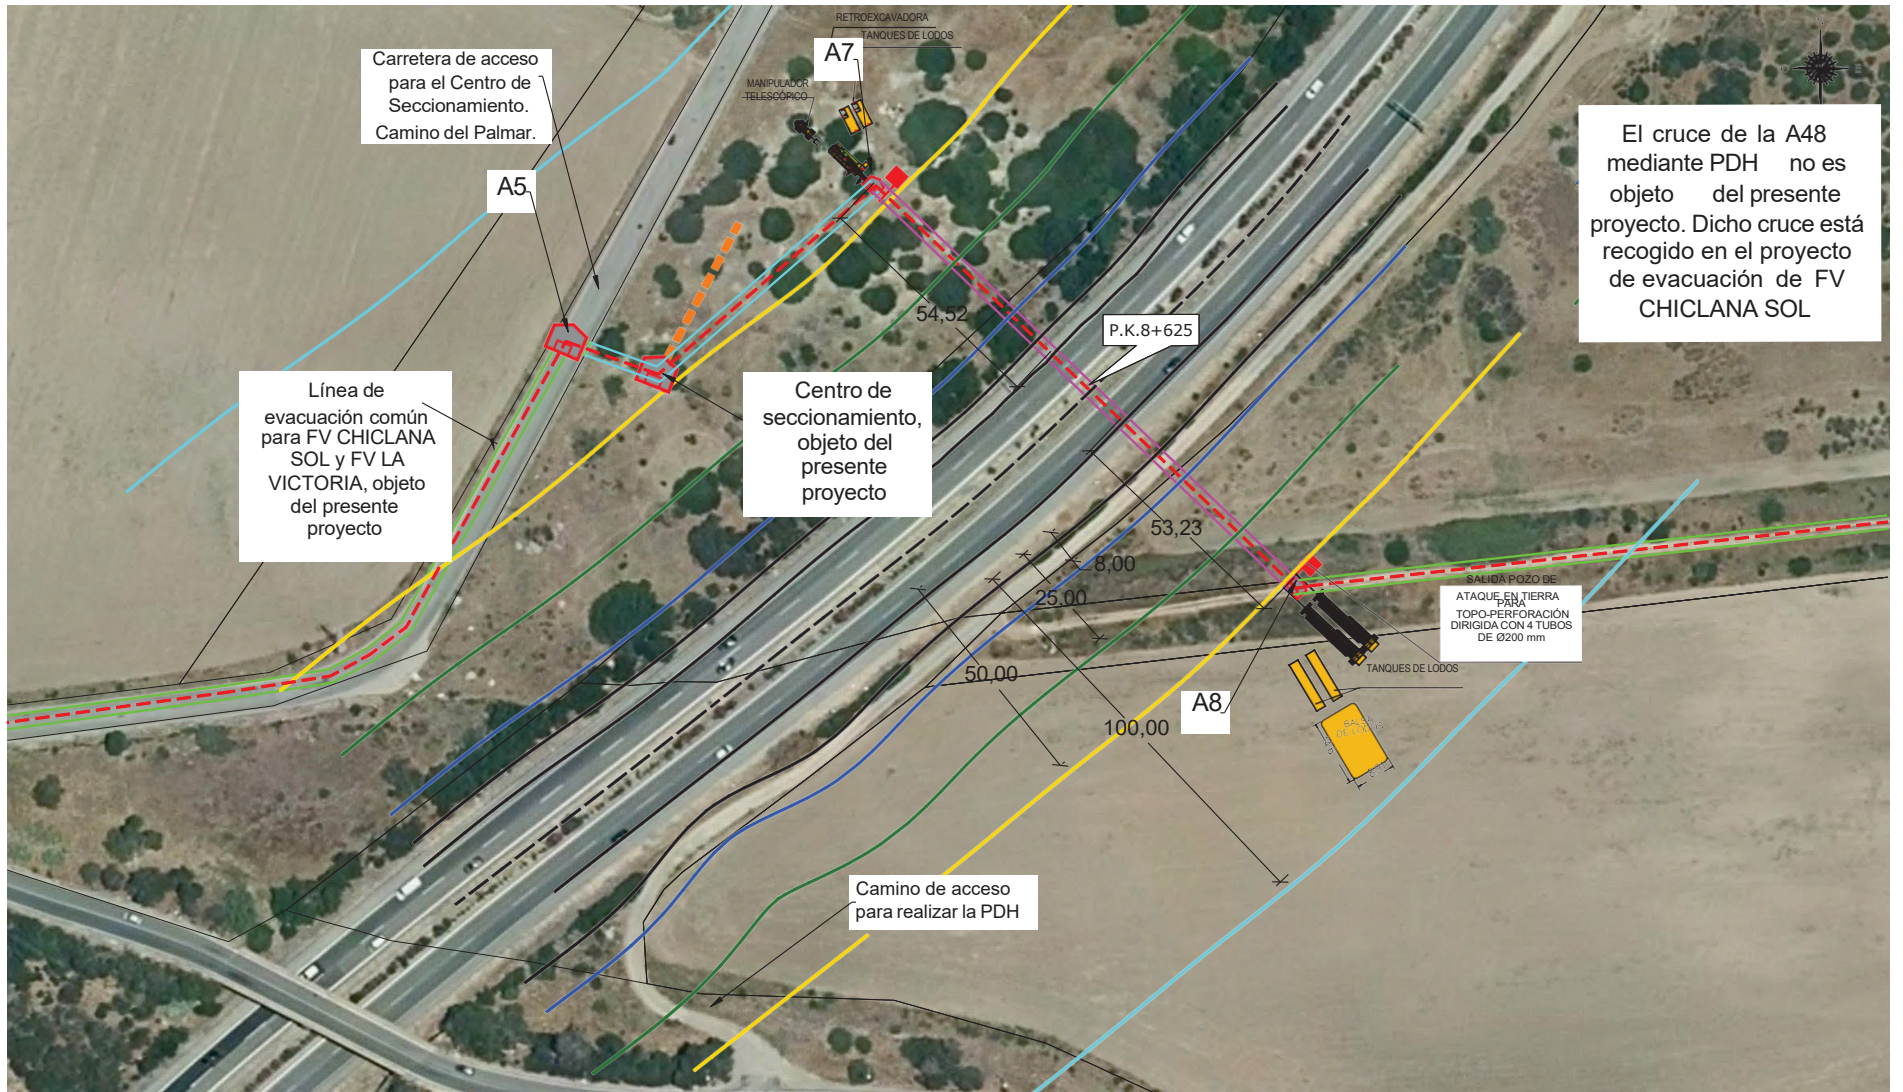 RETROEXCAVADORA
TANQUES DE LODOS
A7
MANIPULADOR
TELESCÓPICO
Carretera de acceso
para el Centro de
Seccionamiento.
Camino del Palmar.
A5
El cruce de la A48
mediante PDH no es
objeto del presente
proyecto. Dicho cruce está
recogido en el proyecto
de evacuación de FV
CHICLANA SOL
54,52
P.K.8+625
Línea de
evacuación común
para FV CHICLANA
SOL y FV LA
VICTORIA, objeto
del presente
proyecto
Centro de
seccionamiento,
objeto del
presente
proyecto
53,23
8,00
25,00
50,00
100,00
SALIDA POZO DE
ATAQUE EN TIERRA
PARA
TOPO-PERFORACIÓN
DIRIGIDA CON 4 TUBOS
DE Ø200 mm
TANQUES DE LODOS
A8
BALSA
DE LODOS
Camino de acceso
para realizar la PDH